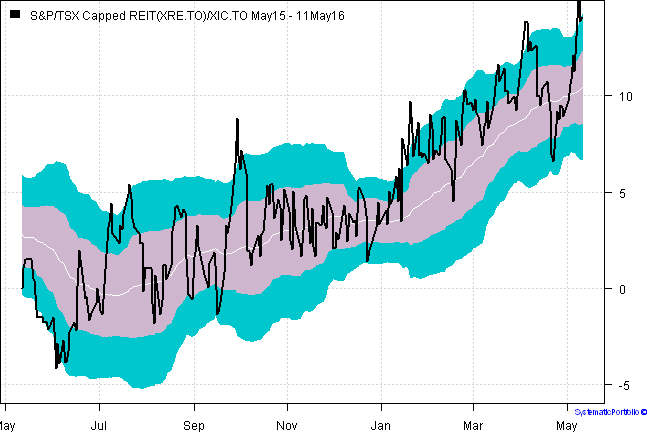 S&P/TSX Capped REIT(XRE.TO)/XIC.TO May15 - 11May16
10
5
0
-5
May Jul Sep Nov Jan Mar May
SystematicPortfolio ©